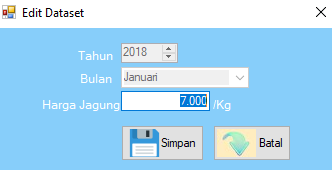 Edit Dataset
Tahun 2018
Bulan Januari
Harga Jagung 7.000 /Kg
Simpan Batal